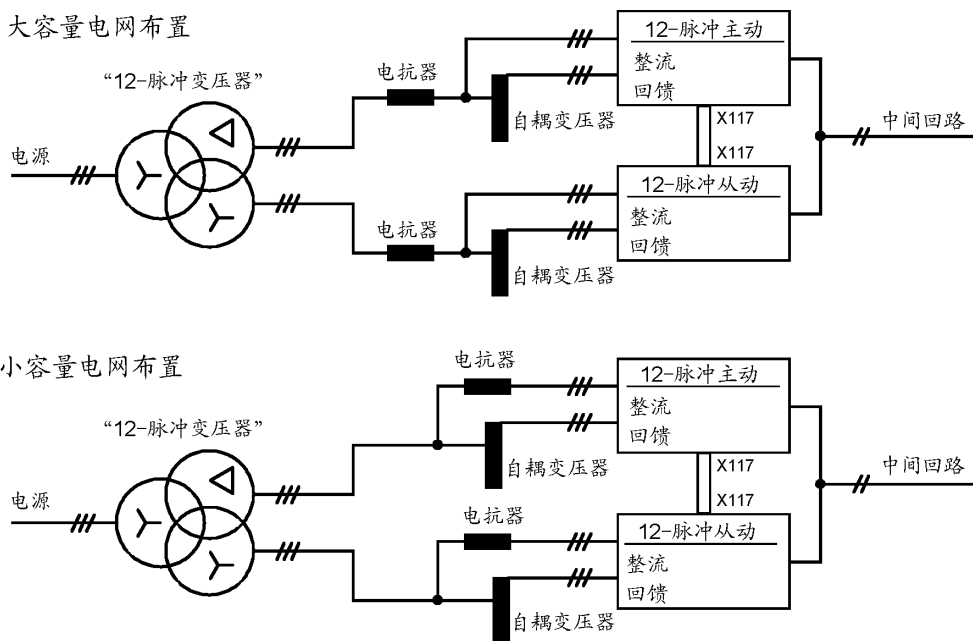 大容量电网布置
12-脉冲主动
整流
回馈
电抗器
“12-脉冲变压器”
自耦变压器
X117
电源
中间回路
X117
12-脉冲从动
整流
回馈
电抗器
自耦变压器
小容量电网布置
电抗器
12-脉冲主动
整流
回馈
“12-脉冲变压器”
自耦变压器
X117
电源
中间回路
X117
电抗器
12-脉冲从动
整流
回馈
自耦变压器